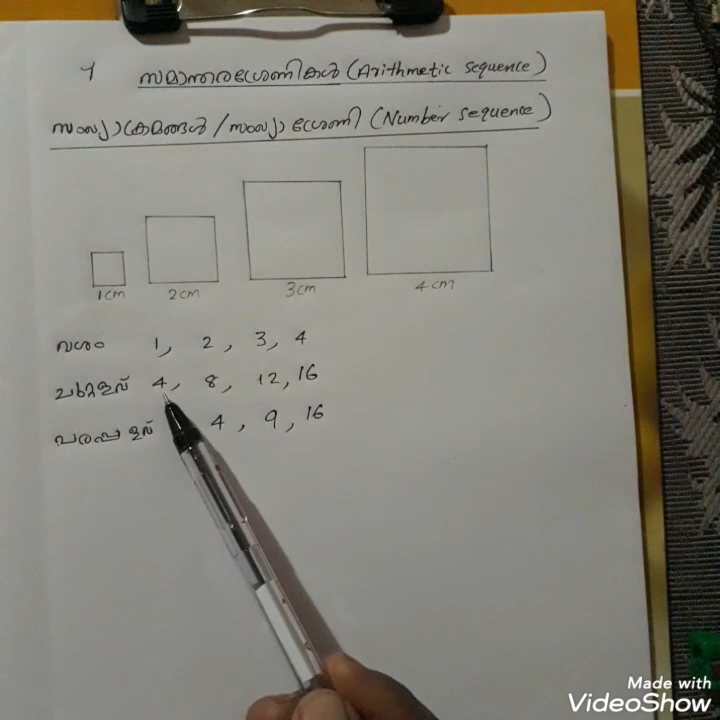 1 സമാന്തരശ്രേണികൾ (Arithmetic sequence)
സംഖ്യാക്രമങ്ങൾ / സംഖ്യാ ശ്രേണി (Number sequence)
1cm 2cm 3cm 4cm
വശം 1, 2, 3, 4
ചുറ്റളവ് 4, 8, 12, 16
പരപ്പളവ് 4, 9, 16
Made with
VideoShow